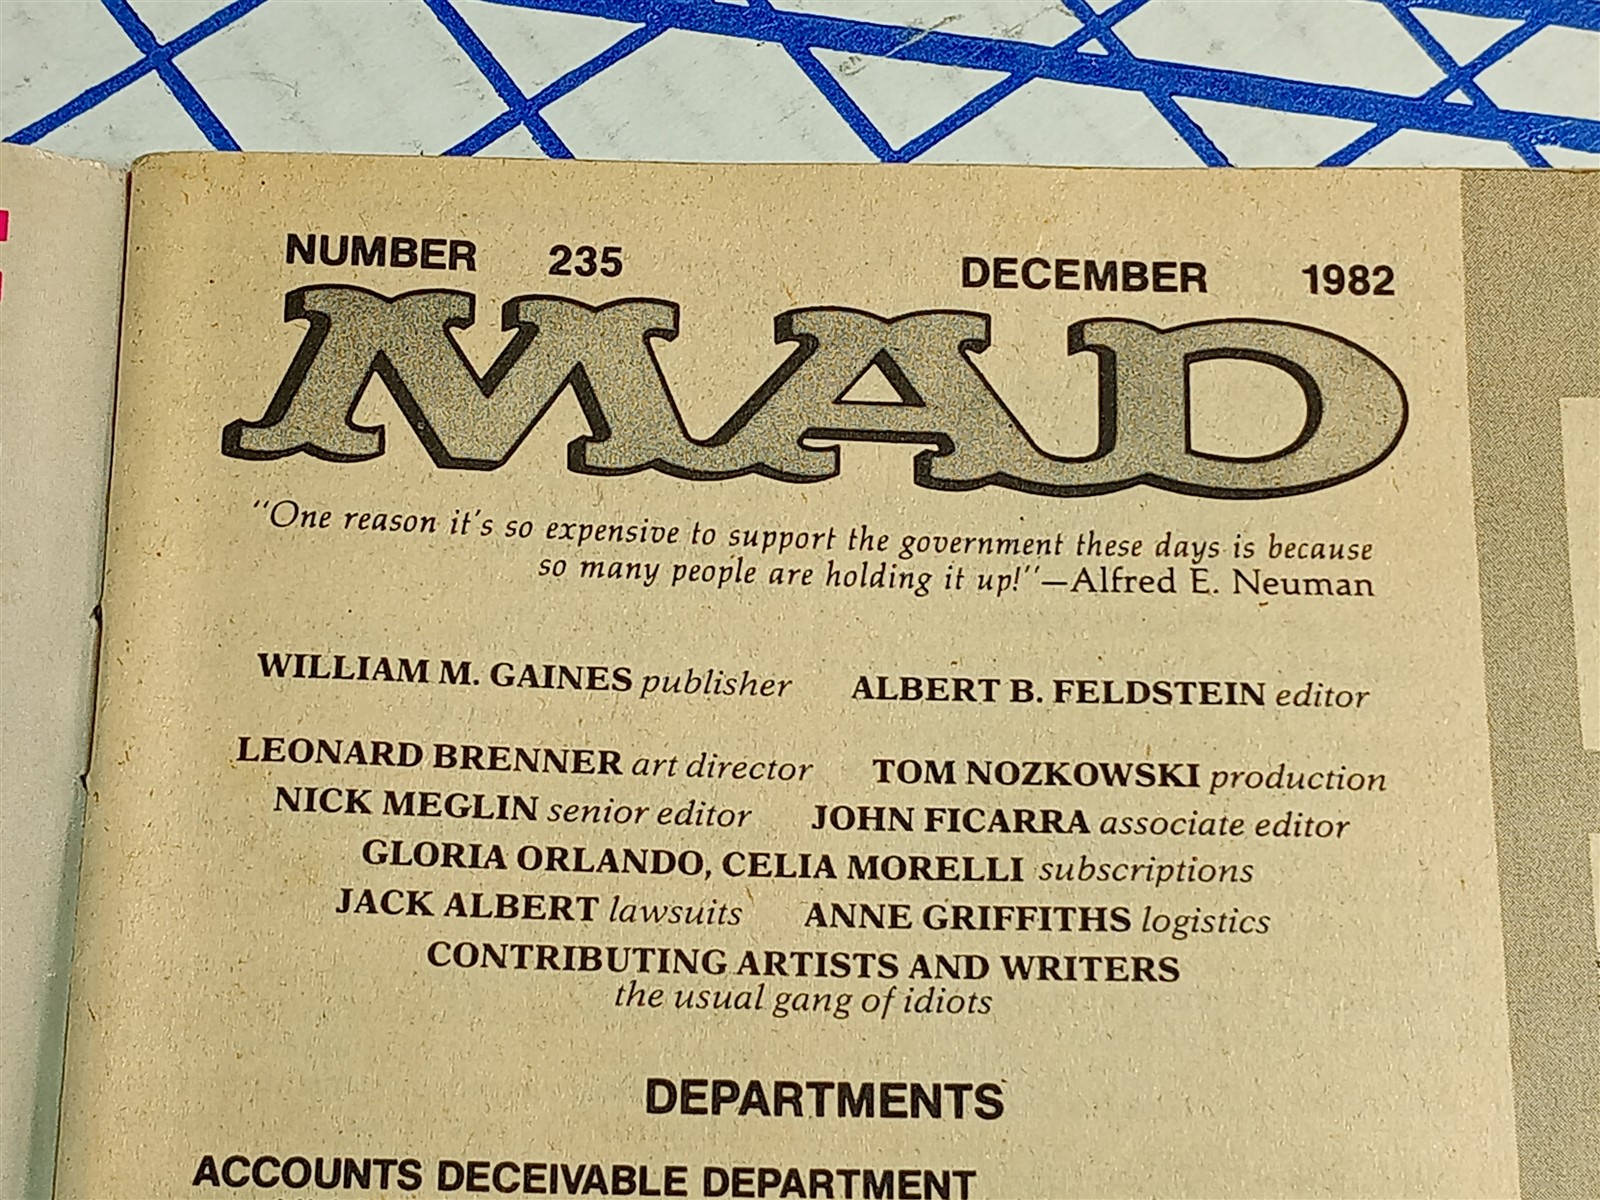 NUMBER 235 DECEMBER 1982
MAD
"One reason it's so expensive to support the government these days is because
so many people are holding it up!"—Alfred E. Neuman
WILLIAM M. GAINES publisher ALBERT B. FELDSTEIN editor
LEONARD BRENNER art director TOM NOZKOWSKI production
NICK MEGLIN senior editor JOHN FICARRA associate editor
GLORIA ORLANDO, CELIA MORELLI subscriptions
JACK ALBERT lawsuits ANNE GRIFFITHS logistics
CONTRIBUTING ARTISTS AND WRITERS
the usual gang of idiots
DEPARTMENTS
ACCOUNTS DECEIVABLE DEPARTMENT